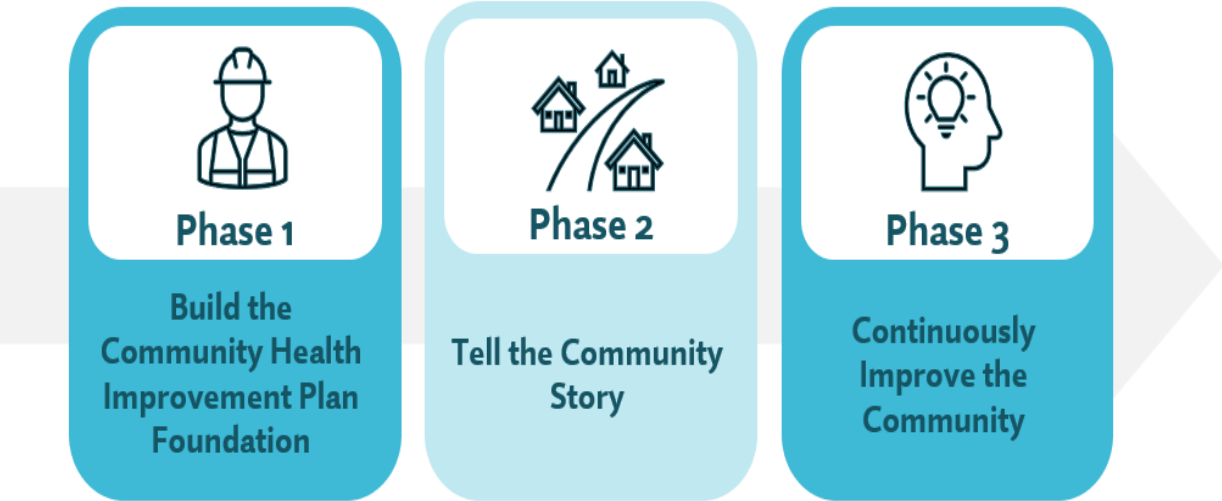 Phase 1
Build the
Community Health
Improvement Plan
Foundation
Phase 2
Tell the Community
Story
Phase 3
Continuously
Improve the
Community